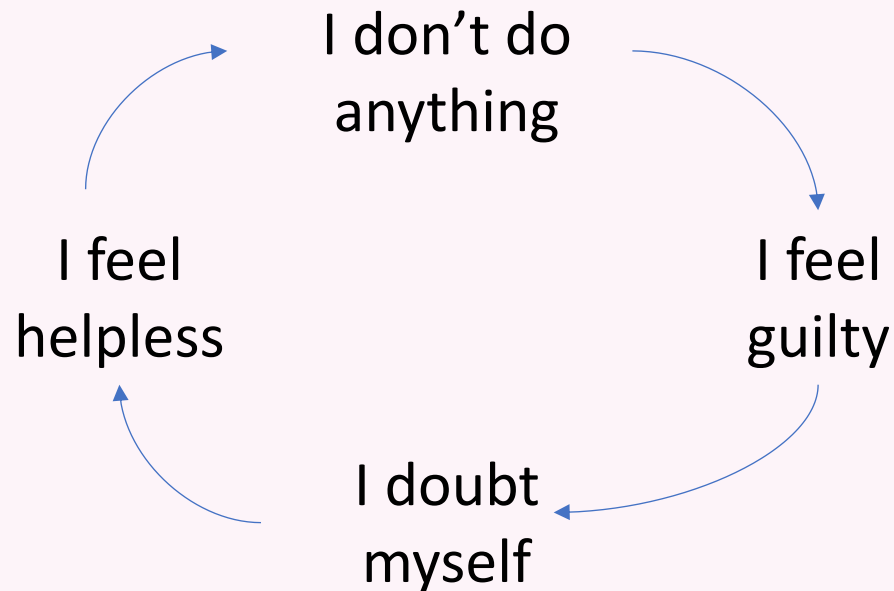 I don’t do
anything
I feel
guilty
I doubt
myself
I feel
helpless